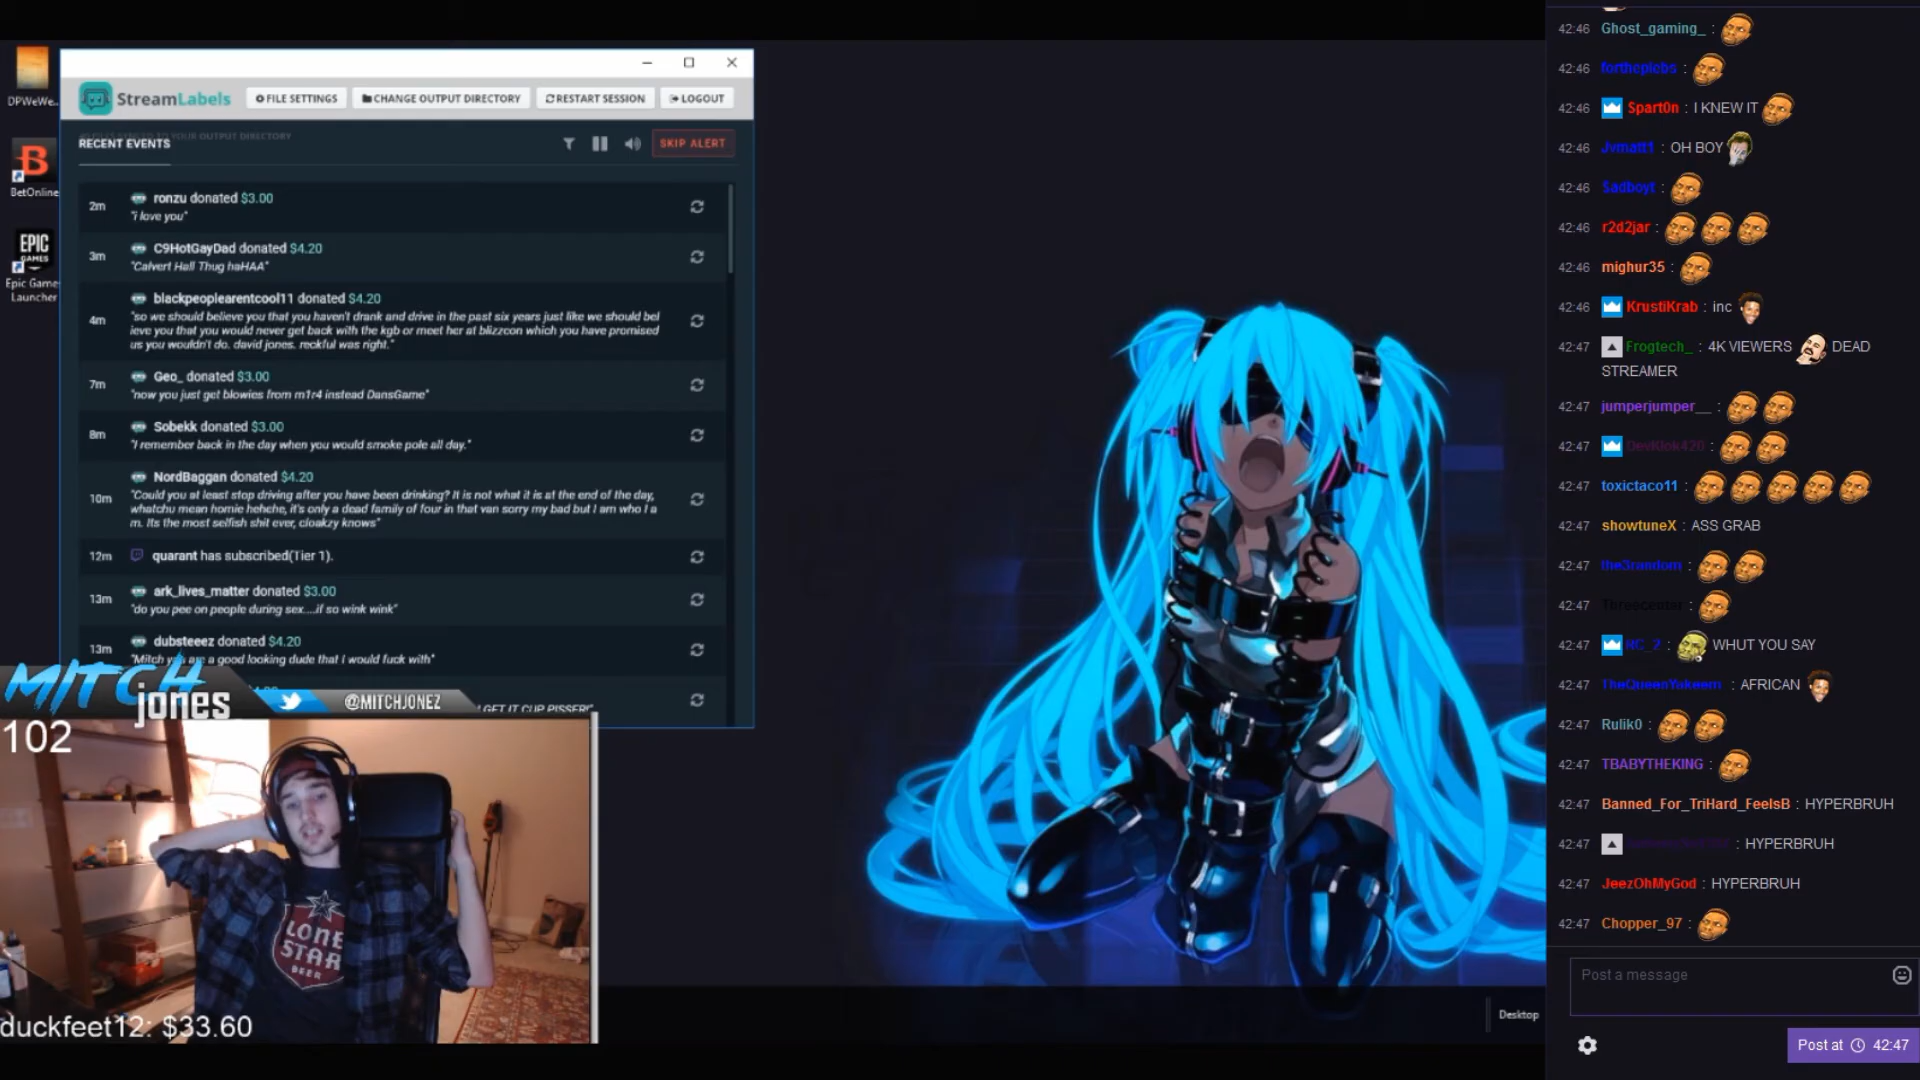 DPWeWe...
BetOnline
EPIC
GAMES
Epic Game
Launcher
StreamLabels
FILE SETTINGS
CHANGE OUTPUT DIRECTORY
RESTART SESSION
LOGOUT
RECENT EVENTS
SKIP ALERT
2m
ronzu donated $3.00
"i love you"
3m
C9HotGayDad donated $4.20
"Calvert Hall Thug haHAA"
4m
blackpeoplearentcool11 donated $4.20
"so we should believe you that you haven't drank and drive in the past six years just like we should bel
ieve you that you would never get back with the kgb or meet her at blizzcon which you have promised
us you wouldn't do. david jones. reckful was right."
7m
Geo_ donated $3.00
"now you just get blowies from m1r4 instead DansGame"
8m
Sobekk donated $3.00
"I remember back in the day when you would smoke pole all day."
10m
NordBaggan donated $4.20
"Could you at least stop driving after you have been drinking? It is not what it is at the end of the day,
whatchu mean homie hehehe, it's only a dead family of four in that van sorry my bad but I am who I a
m. Its the most selfish shit ever, cloakzy knows"
12m
quarant has subscribed(Tier 1).
13m
ark_lives_matter donated $3.00
"do you pee on people during sex....if so wink wink"
13m
dubsteeez donated $4.20
"Mitch you are a good looking dude that I would fuck with"
I GET IT CUP PISSER!"
MITCH
jones
@MITCHJONEZ
102
LONE
STAR
BEER
duckfeet12: $33.60
Desktop
42:46 Ghost_gaming_ :
42:46 fortheplebs :
42:46 Spart0n : I KNEW IT
42:46 Jvmatt1 : OH BOY
42:46 Sadboyt :
42:46 r2d2jar :
42:46 mighur35 :
42:46 KrustiKrab : inc
42:47 Frogtech_ : 4K VIEWERS DEAD
STREAMER
42:47 jumperjumper__ :
42:47 DevKlok420 :
42:47 toxictaco11 :
42:47 showtuneX : ASS GRAB
42:47 the3random :
42:47 Threecentar :
42:47 RC_2 : WHUT YOU SAY
42:47 TheQueenYakeem : AFRICAN
42:47 Rulik0 :
42:47 TBABYTHEKING :
42:47 Banned_For_TriHard_FeelsB : HYPERBRUH
42:47 : HYPERBRUH
42:47 JeezOhMyGod : HYPERBRUH
42:47 Chopper_97 :
Post a message
Post at 42:47